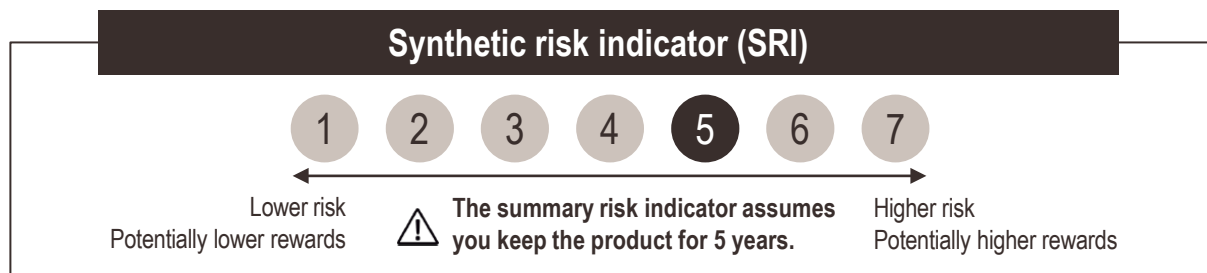 Synthetic risk indicator (SRI)
1 2 3 4 5 6 7
Lower risk
Potentially lower rewards
The summary risk indicator assumes
you keep the product for 5 years.
Higher risk
Potentially higher rewards